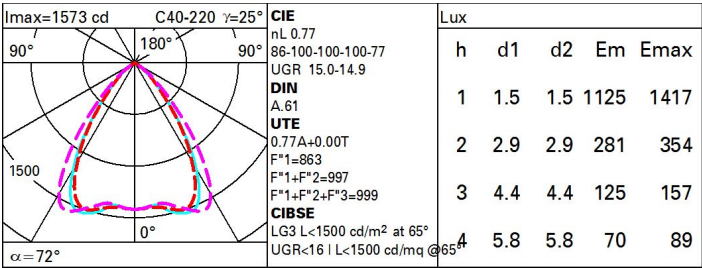 Imax=1573 cd C40-220 γ=25°
90° 180° 90°
1500
0°
α=72°
CIE
nL 0.77
86-100-100-100-77
UGR 15.0-14.9
DIN
A.61
UTE
0.77A+0.00T
F"1=863
F"1+F"2=997
F"1+F"2+F"3=999
CIBSE
LG3 L<1500 cd/m² at 65°
UGR<16 | L<1500 cd/mq @65°
Lux
h d1 d2 Em Emax
1 1.5 1.5 1125 1417
2 2.9 2.9 281 354
3 4.4 4.4 125 157
4 5.8 5.8 70 89